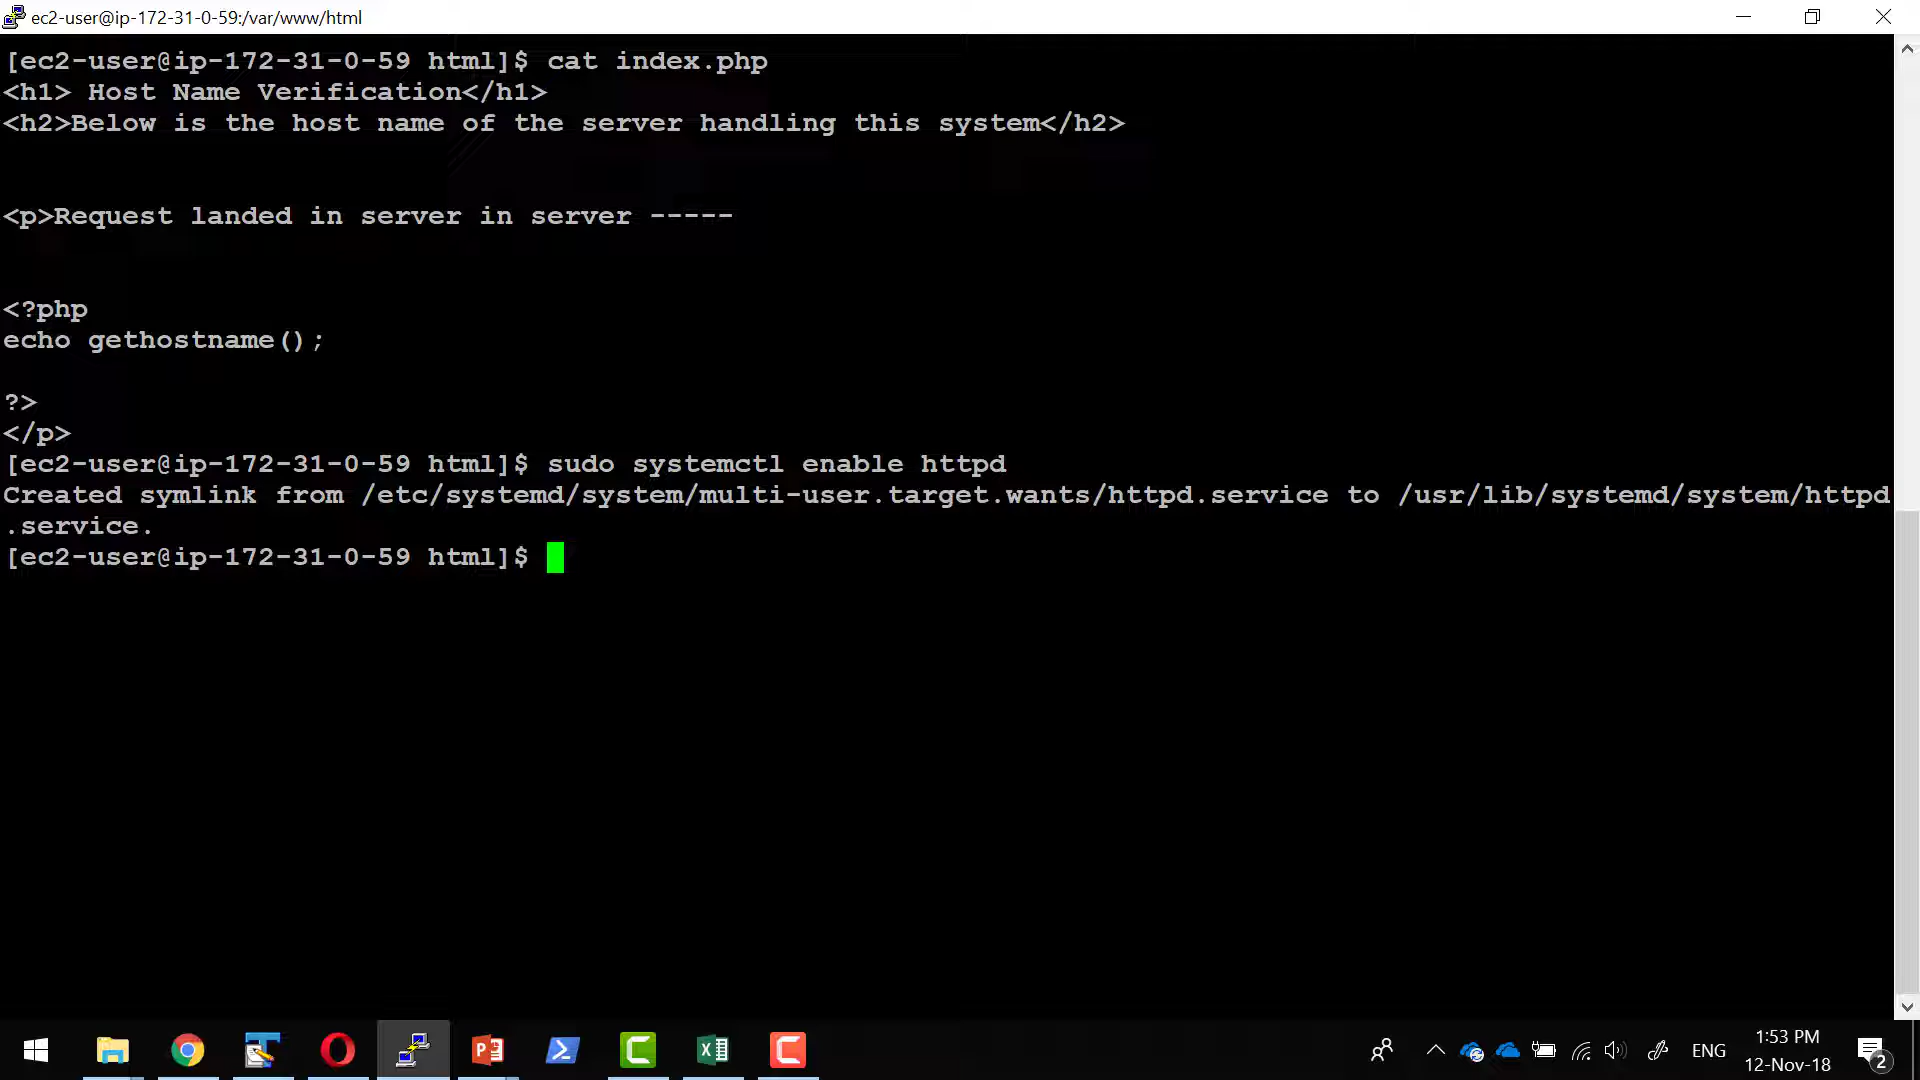 ec2-user@ip-172-31-0-59:/var/www/html
[ec2-user@ip-172-31-0-59 html]$ cat index.php
<h1> Host Name Verification</h1>
<h2>Below is the host name of the server handling this system</h2>
<p>Request landed in server in server -----
<?php
echo gethostname();
?>
</p>
[ec2-user@ip-172-31-0-59 html]$ sudo systemctl enable httpd
Created symlink from /etc/systemd/system/multi-user.target.wants/httpd.service to /usr/lib/systemd/system/httpd
.service.
[ec2-user@ip-172-31-0-59 html]$
ENG
1:53 PM
12-Nov-18
2